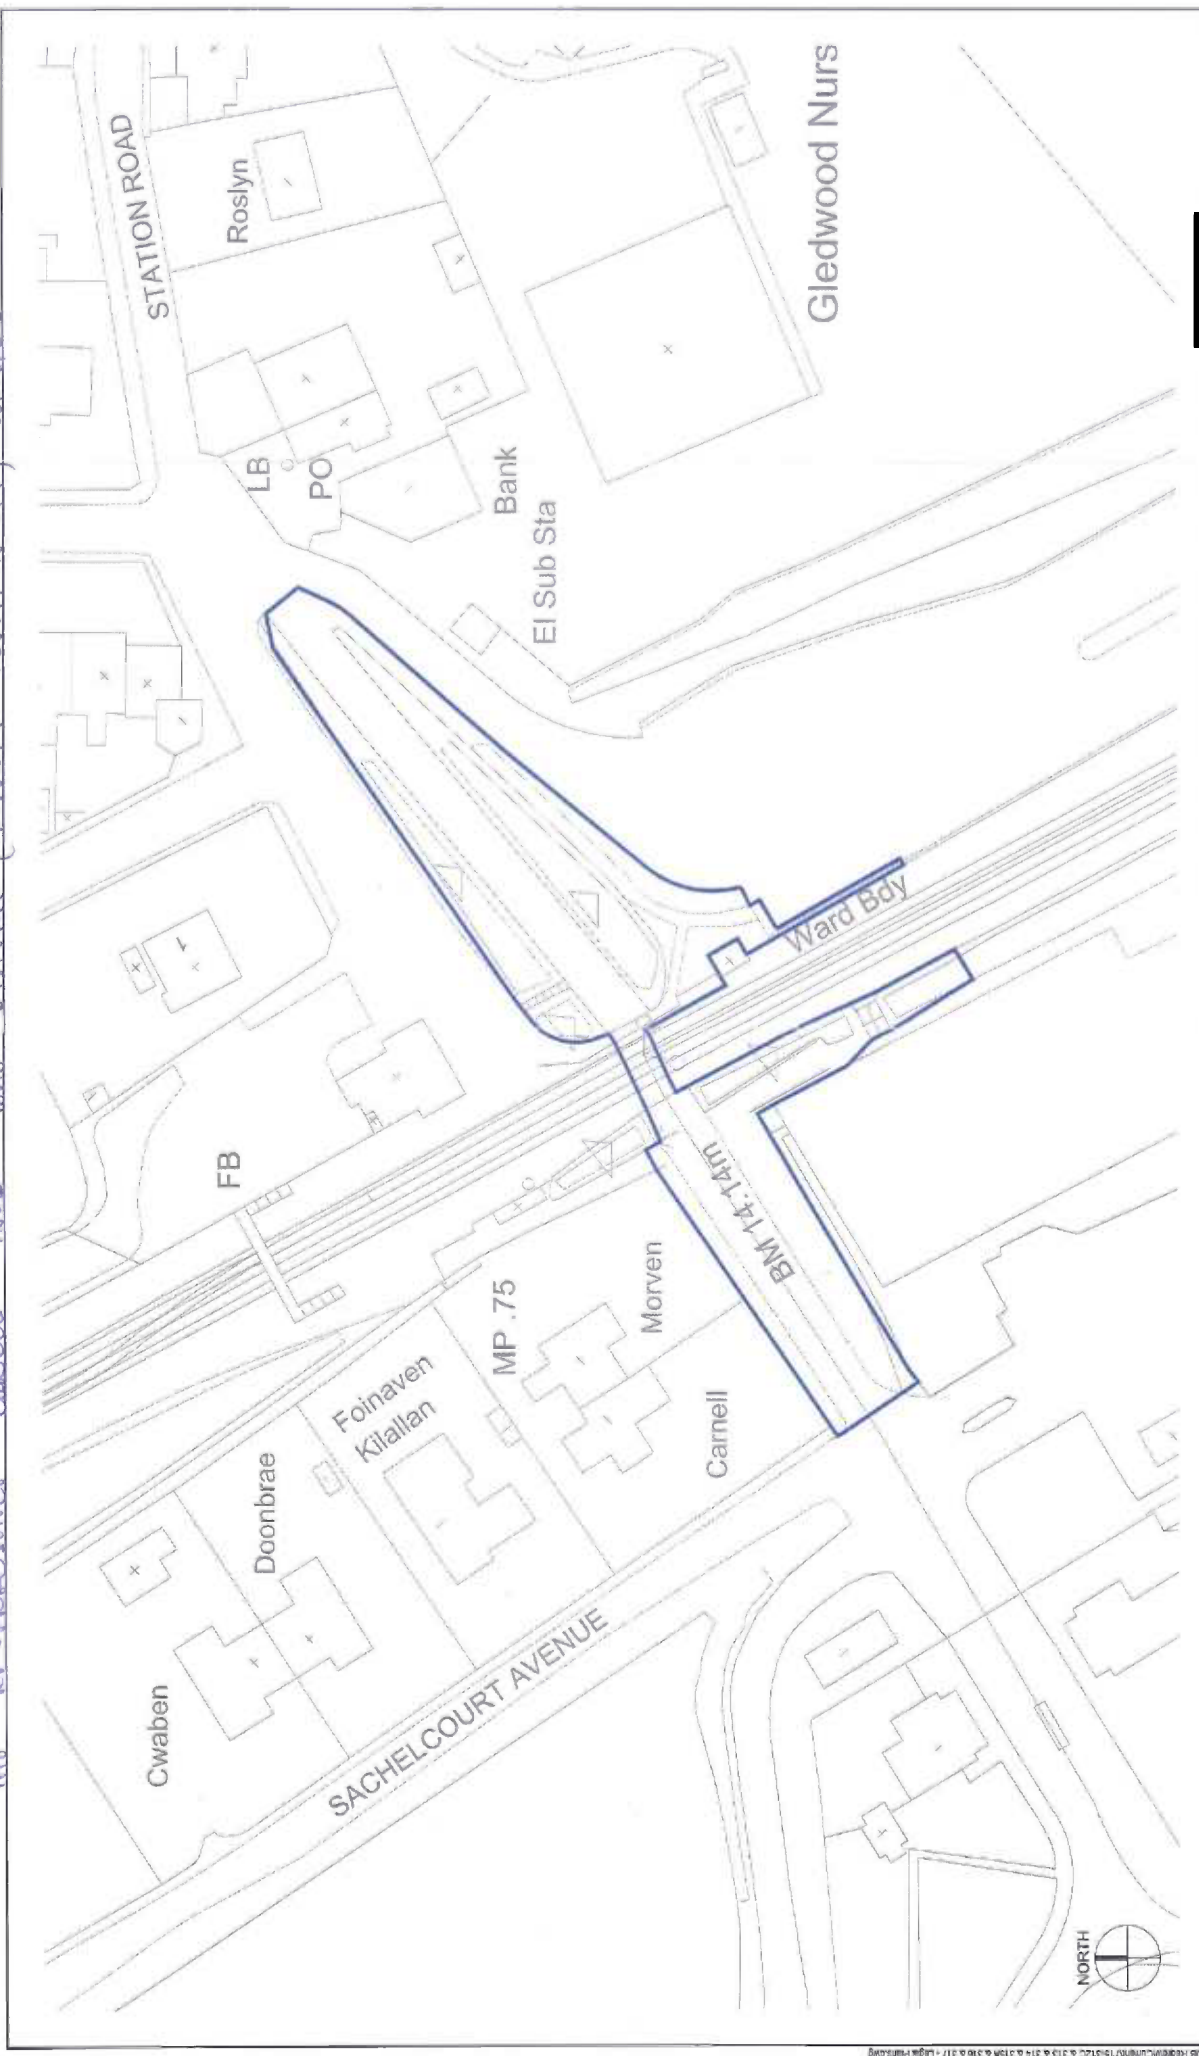 STATION ROAD
Roslyn
Gledwood Nurs
LB
PO
Bank
El Sub Sta
Ward Bdy
FB
BM 14.14m
MP .75
Morven
Carnell
Foinaven
Kilallan
Doonbrae
Cwaben
SACHELCOURT AVENUE
NORTH